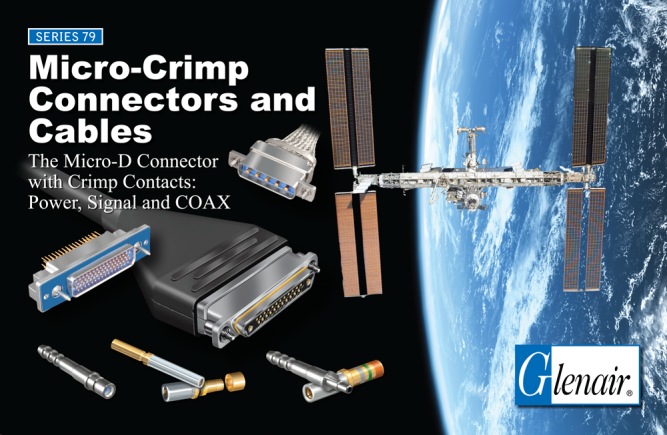 SERIES 79
Micro-Crimp
Connectors and
Cables
The Micro-D Connector
with Crimp Contacts:
Power, Signal and COAX
Glenair®